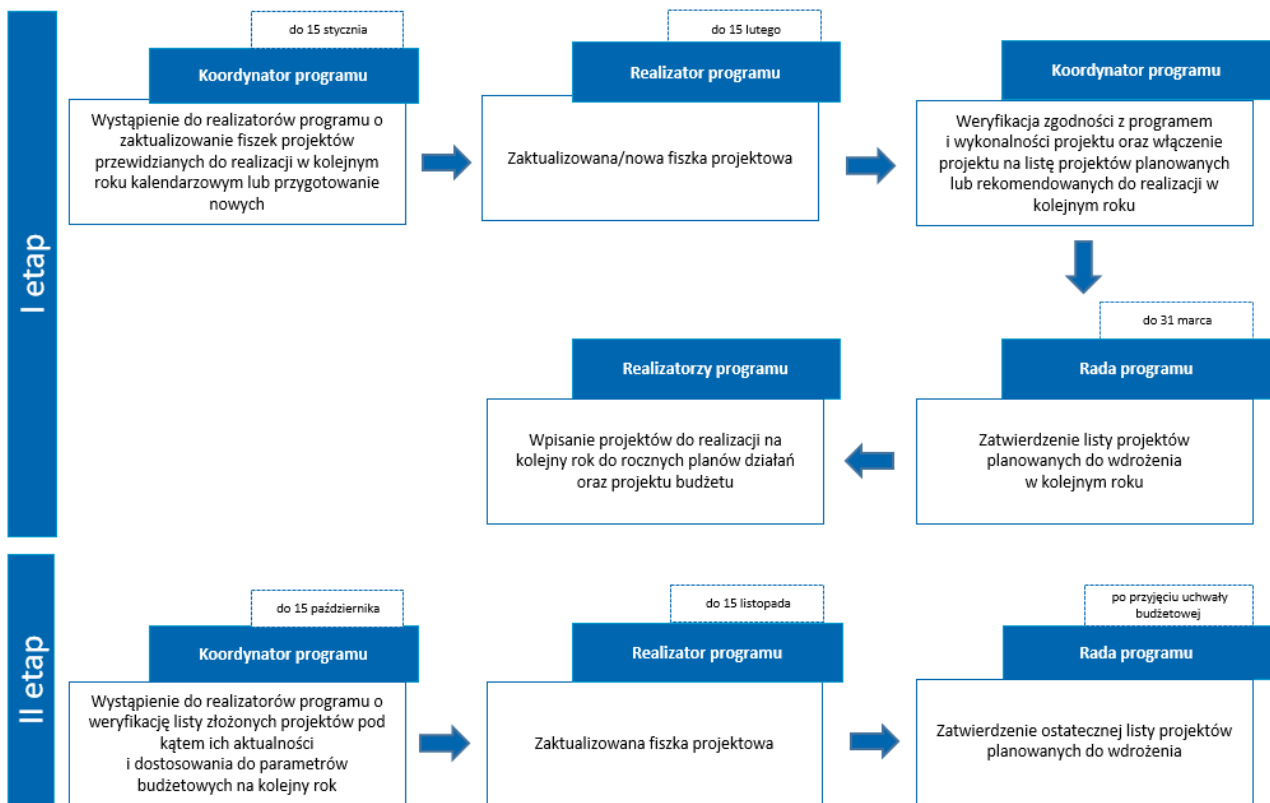 I etap
do 15 stycznia
Koordynator programu
Wystąpienie do realizatorów programu o
zaktualizowanie fiszek projektów
przewidzianych do realizacji w kolejnym
roku kalendarzowym lub przygotowanie
nowych
do 15 lutego
Realizator programu
Zaktualizowana/nowa fiszka projektowa
Koordynator programu
Weryfikacja zgodności z programem
i wykonalności projektu oraz włączenie
projektu na listę projektów planowanych
lub rekomendowanych do realizacji w
kolejnym roku
do 31 marca
Rada programu
Zatwierdzenie listy projektów
planowanych do wdrożenia
w kolejnym roku
Realizatorzy programu
Wpisanie projektów do realizacji na
kolejny rok do rocznych planów działań
oraz projektu budżetu
II etap
do 15 października
Koordynator programu
Wystąpienie do realizatorów programu o
weryfikację listy złożonych projektów pod
kątem ich aktualności
i dostosowania do parametrów
budżetowych na kolejny rok
do 15 listopada
Realizator programu
Zaktualizowana fiszka projektowa
po przyjęciu uchwały
budżetowej
Rada programu
Zatwierdzenie ostatecznej listy projektów
planowanych do wdrożenia